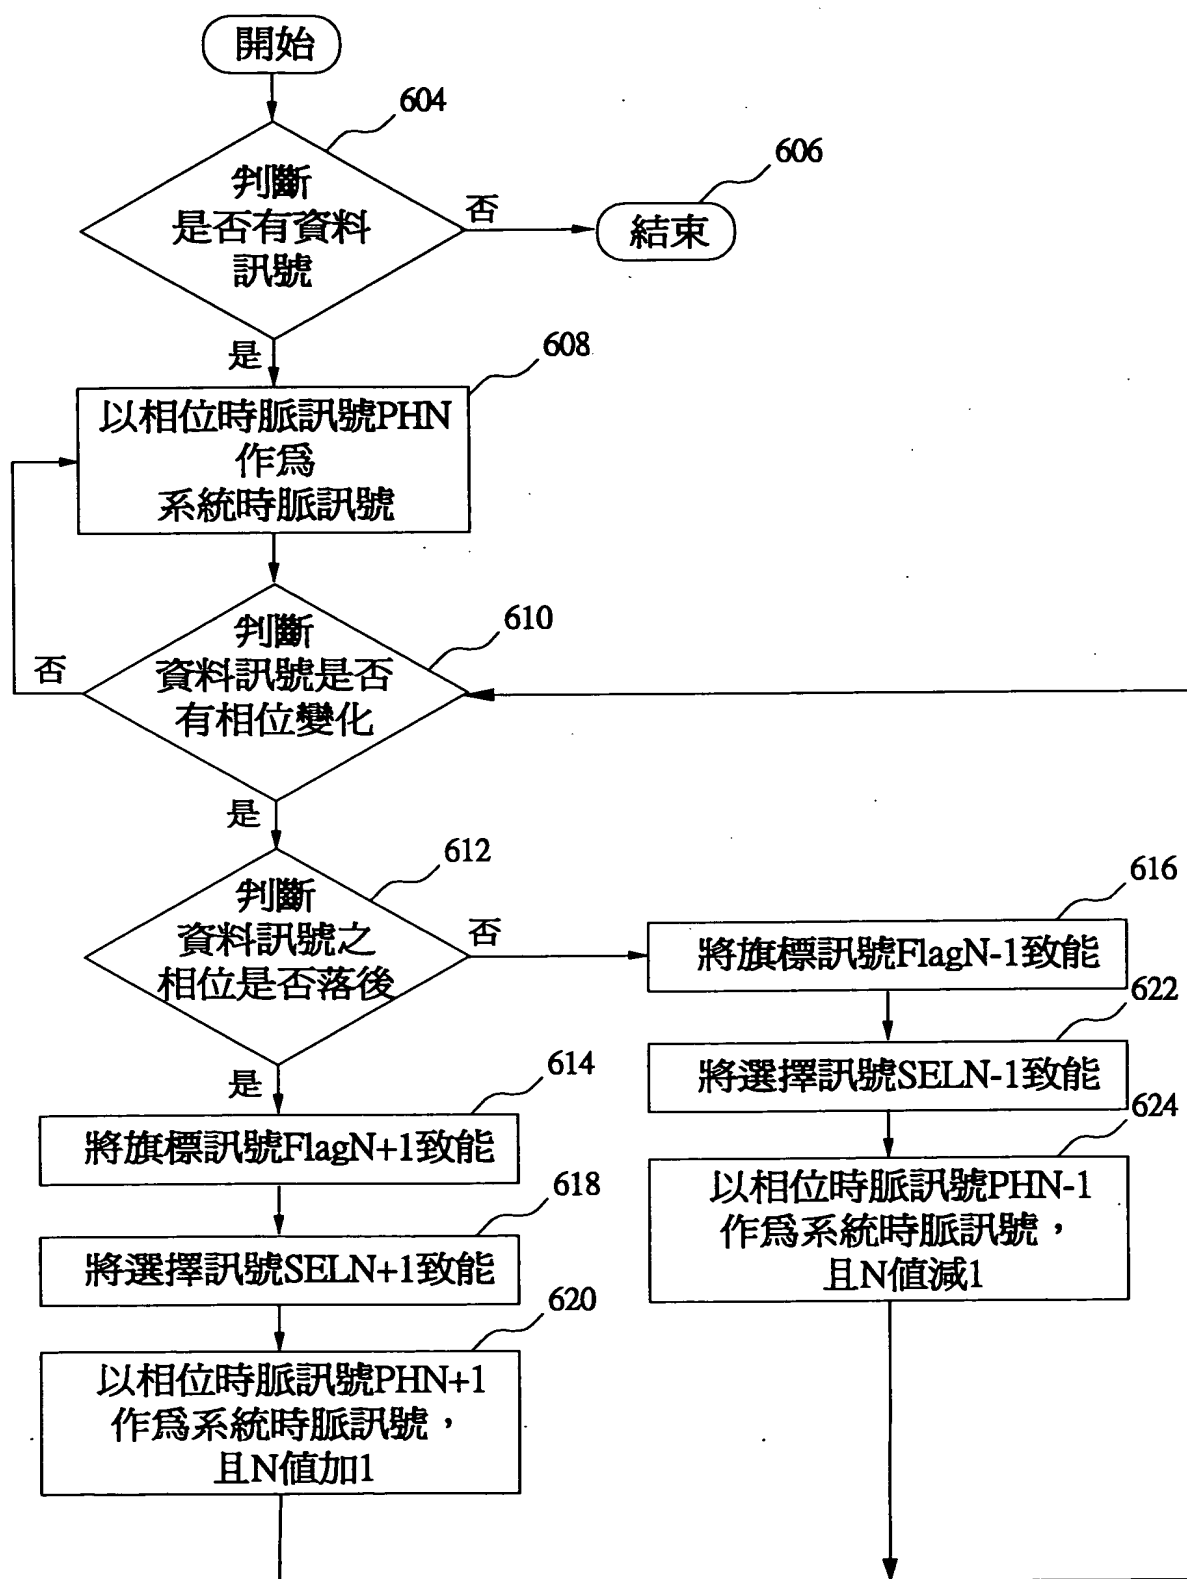 開始
604
判斷
是否有資料
訊號
否
606
結束
是
608
以相位時脈訊號PHN
作爲
系統時脈訊號
610
判斷
資料訊號是否
有相位變化
否
是
612
判斷
資料訊號之
相位是否落後
否
616
將旗標訊號FlagN-1致能
622
將選擇訊號SELN-1致能
624
以相位時脈訊號PHN-1
作爲系統時脈訊號，
且N值減1
是
614
將旗標訊號FlagN+1致能
618
將選擇訊號SELN+1致能
620
以相位時脈訊號PHN+1
作爲系統時脈訊號，
且N值加1